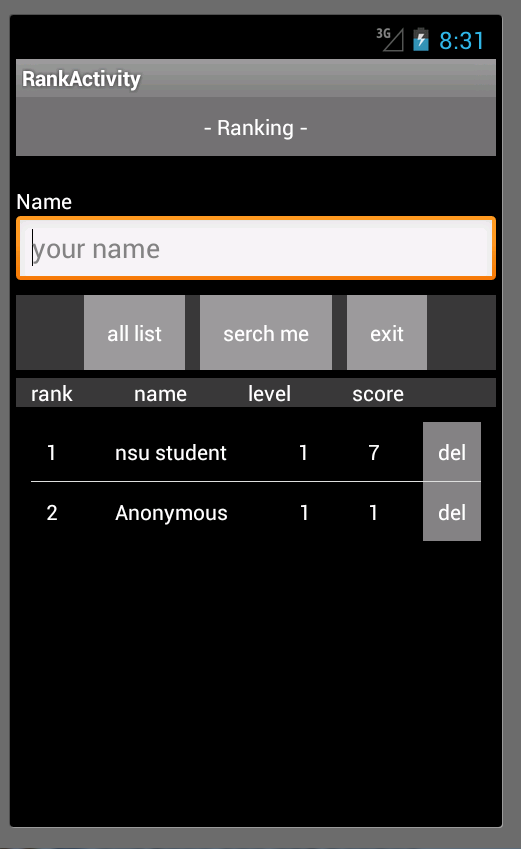 3G 8:31
RankActivity
- Ranking -
Name
your name
all list serch me exit
rank name level score
1 nsu student 1 7 del
2 Anonymous 1 1 del